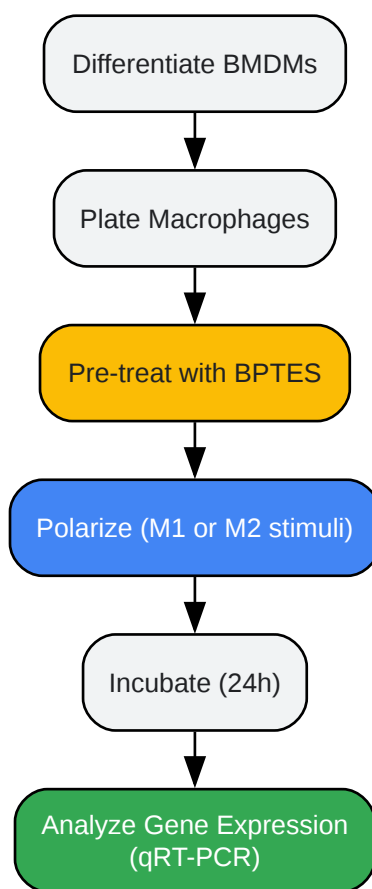 Differentiate BMDMs
Plate Macrophages
Pre-treat with BPTES
Polarize (M1 or M2 stimuli)
Incubate (24h)
Analyze Gene Expression
(qRT-PCR)